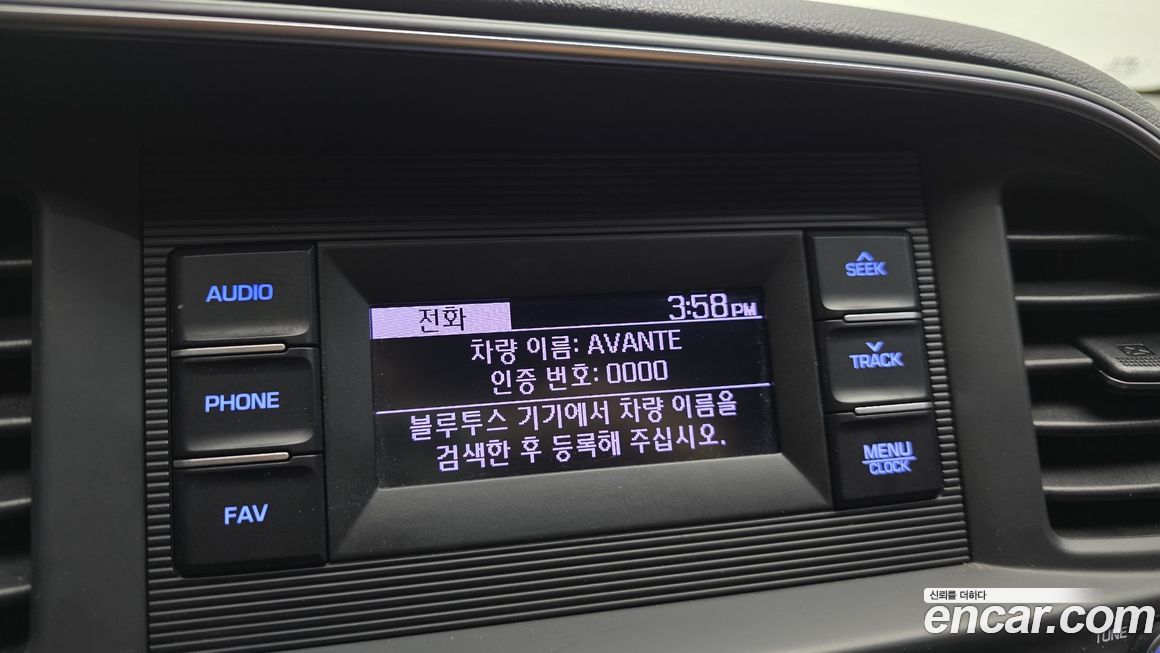 AUDIO
PHONE
FAV
전화
3:58PM
차량 이름: AVANTE
인증 번호: 0000
블루투스 기기에서 차량 이름을
검색한 후 등록해 주십시오.
SEEK
TRACK
MENU
CLOCK
신뢰를 더하다
encar.com
TUNE